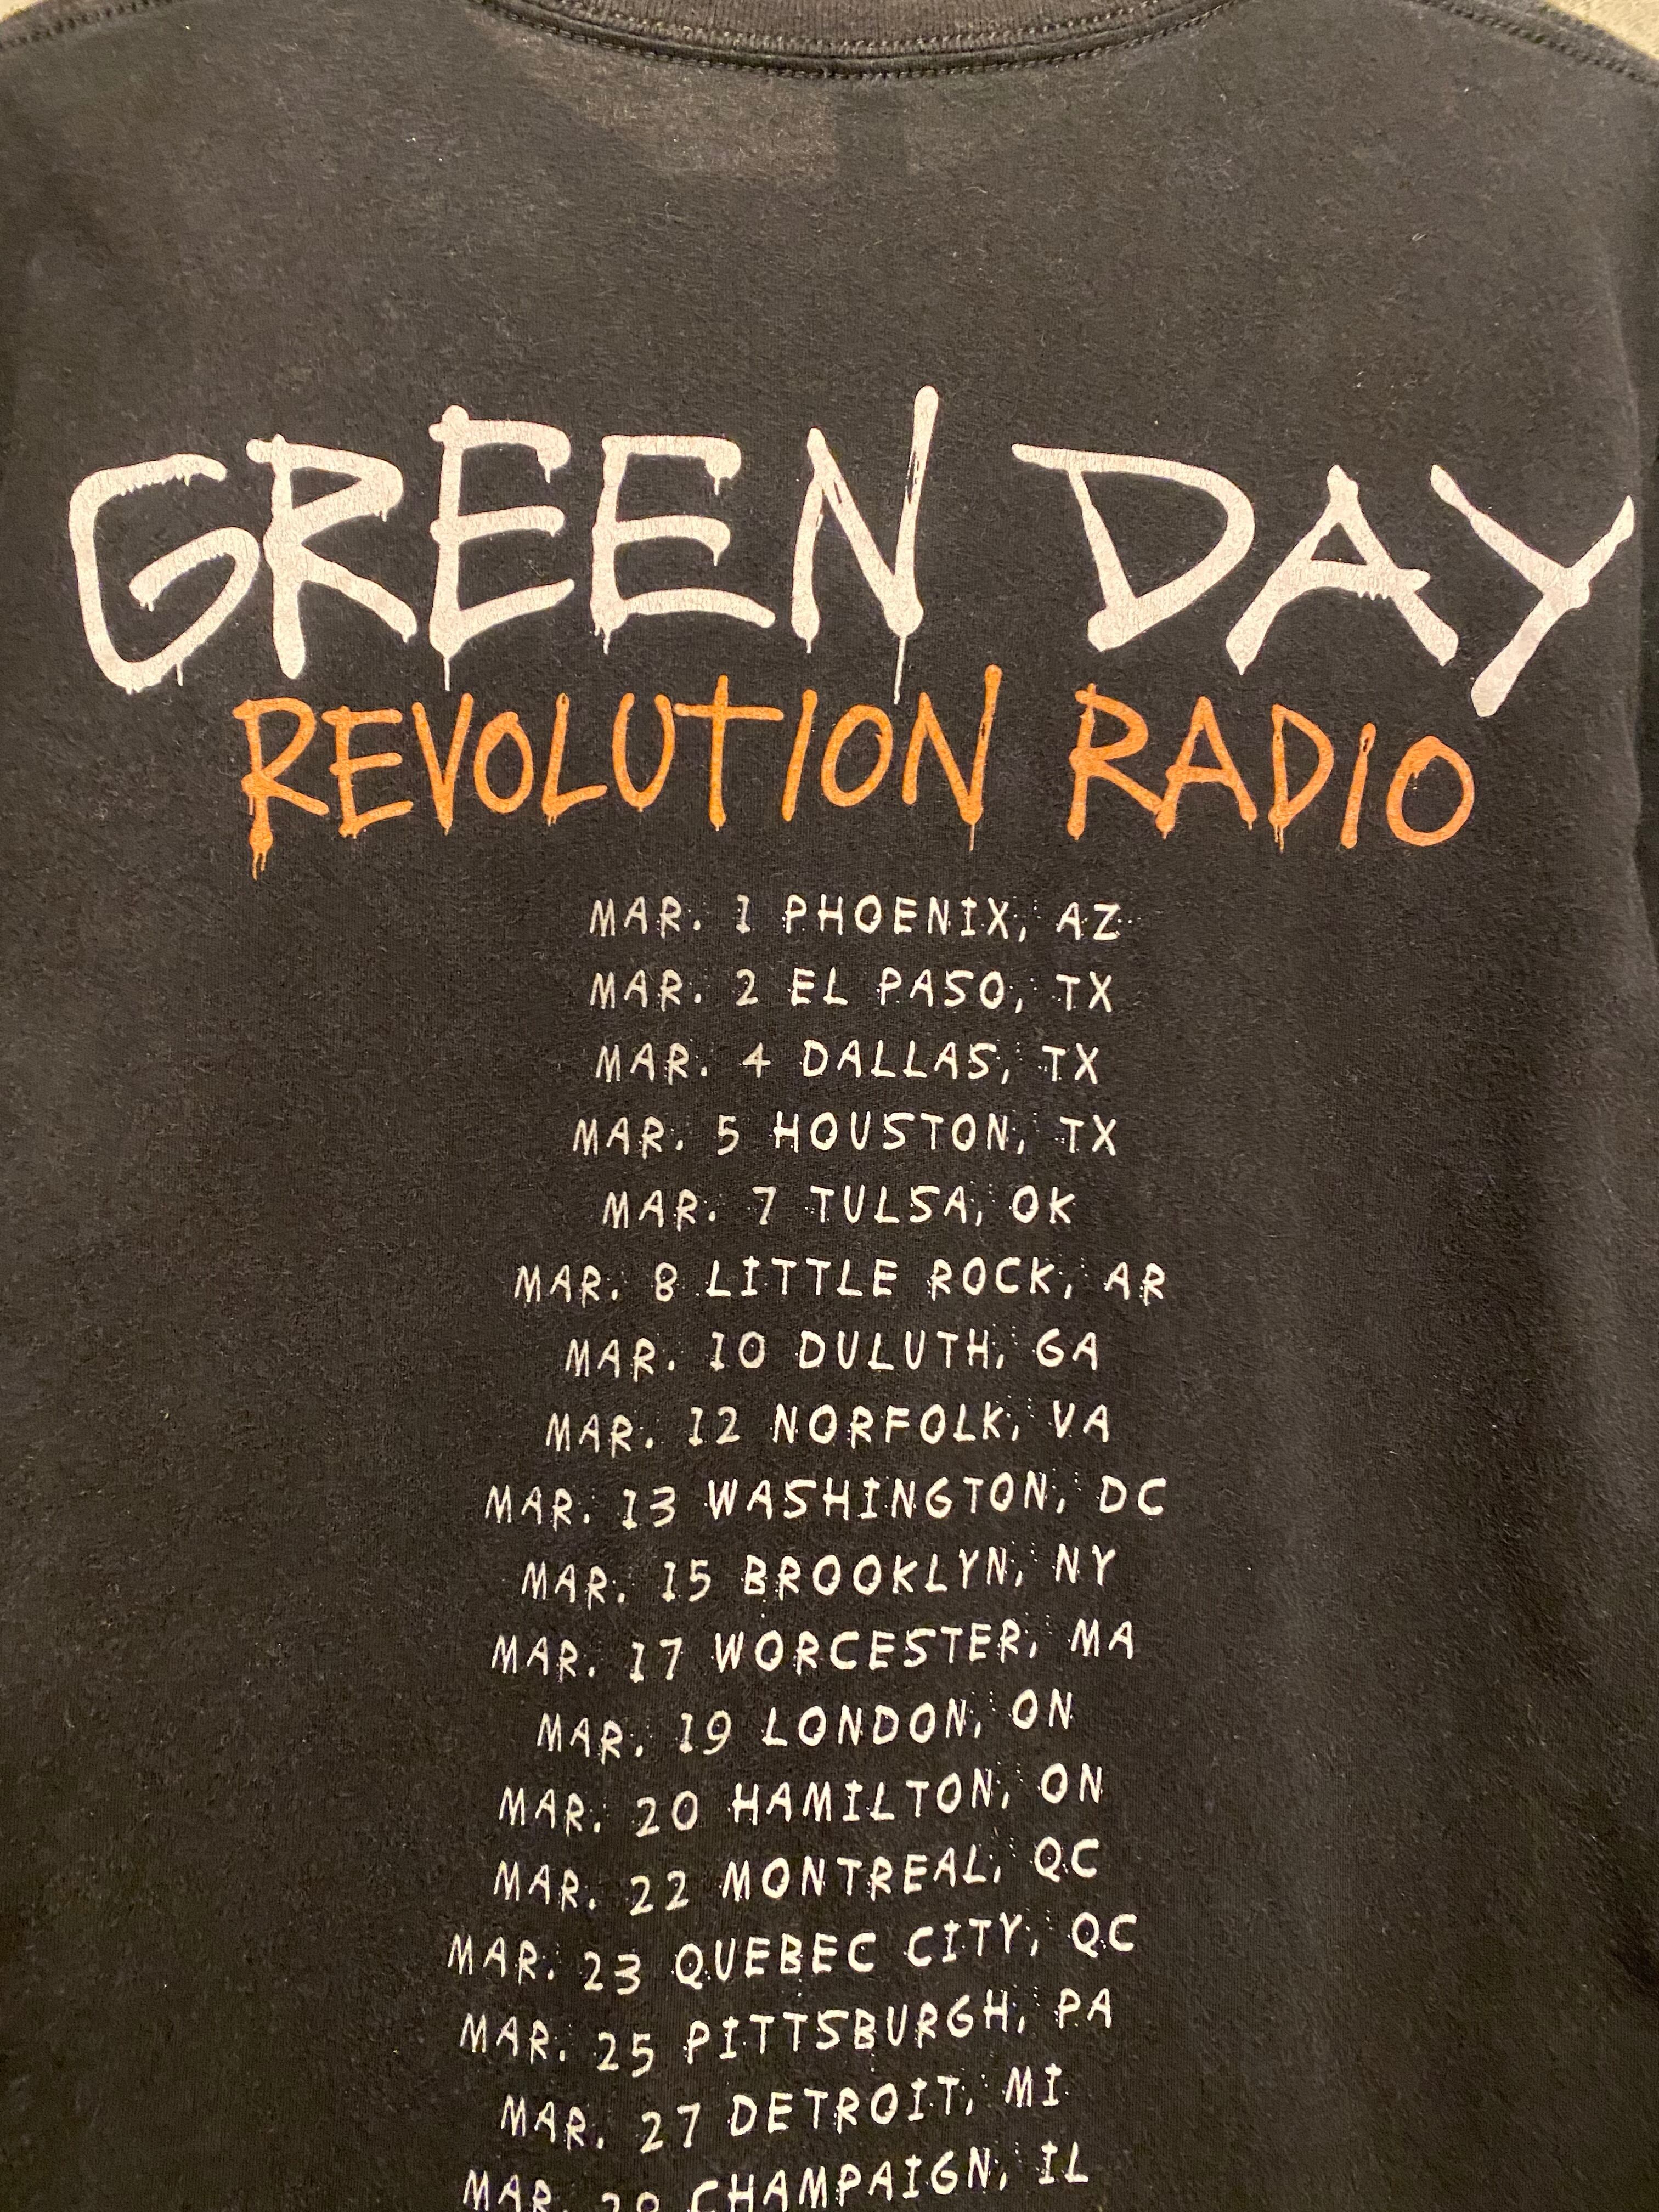 GREEN DAY
REVOLUTION RADIO
MAR. 1 PHOENIX, AZ
MAR. 2 EL PASO, TX
MAR. 4 DALLAS, TX
MAR. 5 HOUSTON, TX
MAR. 7 TULSA, OK
MAR. 8 LITTLE ROCK, AR
MAR. 10 DULUTH, GA
MAR. 12 NORFOLK, VA
MAR. 13 WASHINGTON, DC
MAR. 15 BROOKLYN, NY
MAR. 17 WORCESTER, MA
MAR. 19 LONDON, ON
MAR. 20 HAMILTON, ON
MAR. 22 MONTREAL, QC
MAR. 23 QUEBEC CITY, QC
MAR. 25 PITTSBURGH, PA
MAR. 27 DETROIT, MI
MAR. CHAMPAIGN, IL